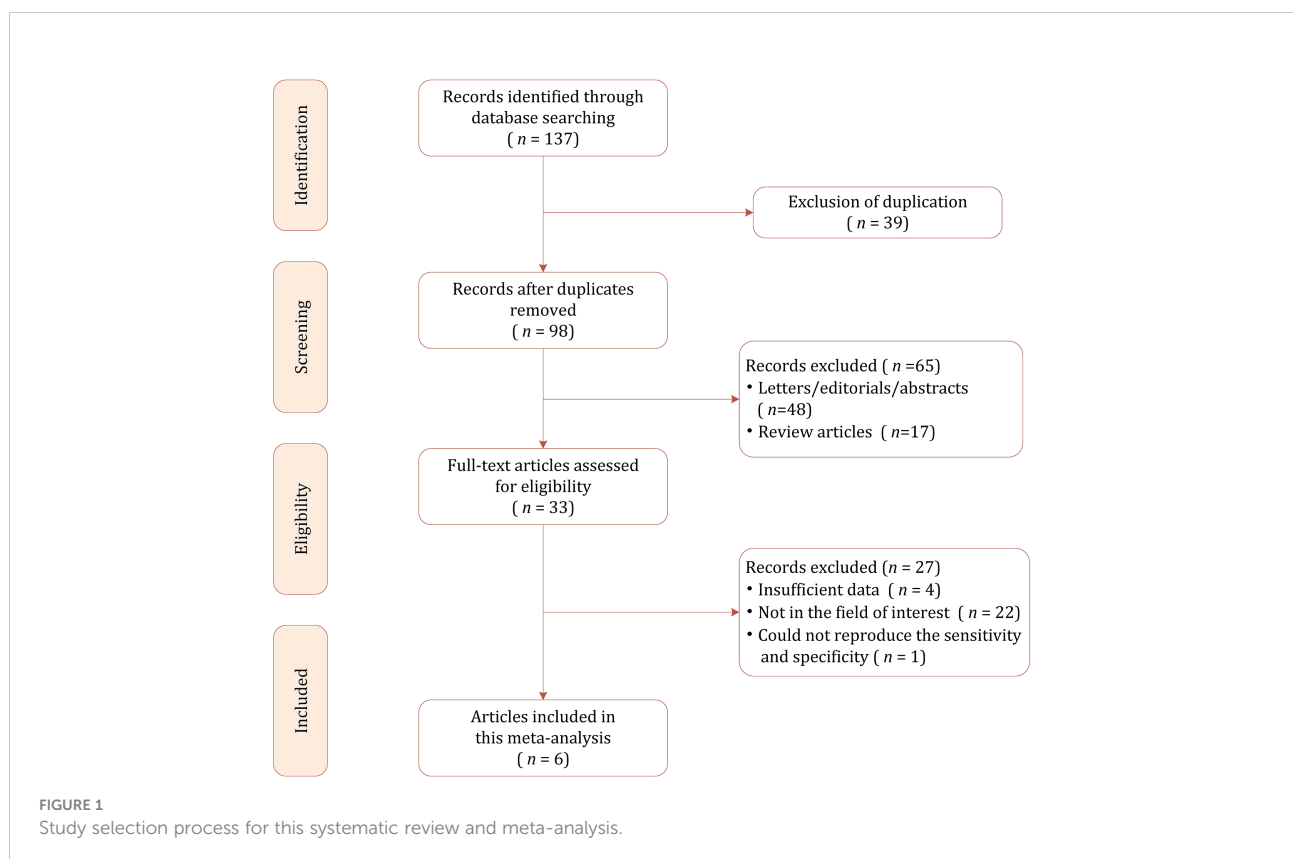 Identification
Records identified through
database searching
( n = 137)
Exclusion of duplication
( n = 39)
Screening
Records after duplicates
removed
( n = 98)
Records excluded ( n =65)
• Letters/editorials/abstracts
( n=48)
• Review articles ( n=17)
Eligibility
Full-text articles assessed
for eligibility
( n = 33)
Records excluded (n = 27)
• Insufficient data ( n = 4)
• Not in the field of interest ( n = 22)
• Could not reproduce the sensitivity
and specificity ( n = 1)
Included
Articles included in
this meta-analysis
( n = 6)
FIGURE 1
Study selection process for this systematic review and meta-analysis.